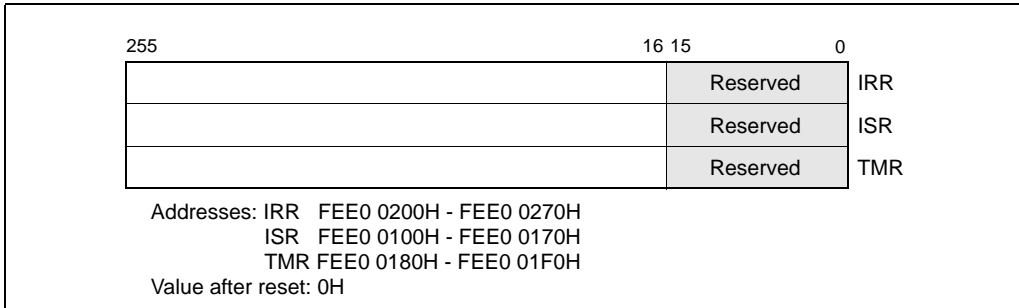 255 16 15 0
Reserved IRR
Reserved ISR
Reserved TMR
Addresses: IRR FEE0 0200H - FEE0 0270H
ISR FEE0 0100H - FEE0 0170H
TMR FEE0 0180H - FEE0 01F0H
Value after reset: 0H